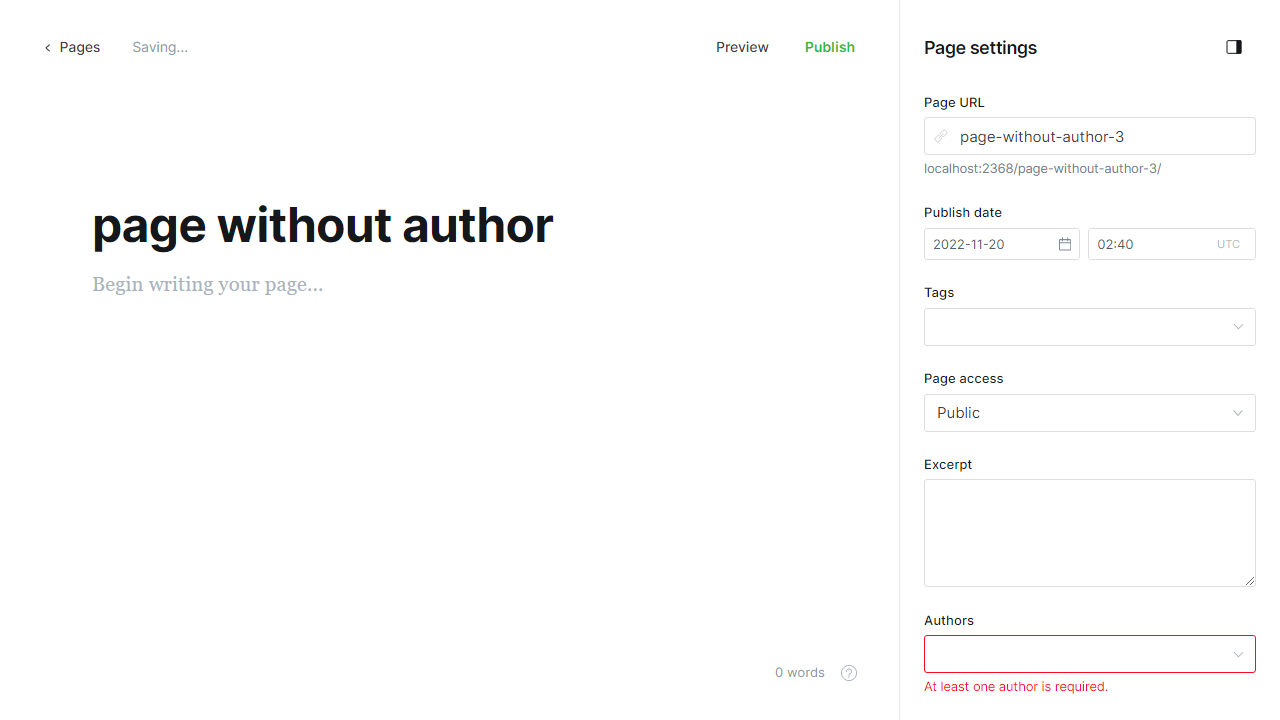 Pages
Saving...
Preview
Publish
page without author
Begin writing your page...
0 words
?
Page settings
Page URL
page-without-author-3
localhost:2368/page-without-author-3/
Publish date
2022-11-20
02:40 UTC
Tags
Page access
Public
Excerpt
Authors
At least one author is required.